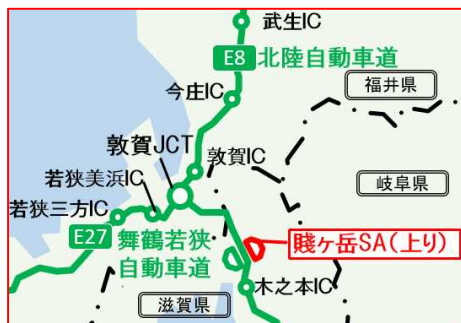 武生IC
E8 北陸自動車道
福井県
今庄IC
敦賀JCT
敦賀IC
若狭美浜IC
岐阜県
若狭三方IC
E27 舞鶴若狭
自動車道
賤ヶ岳SA(上り)
木之本IC
滋賀県